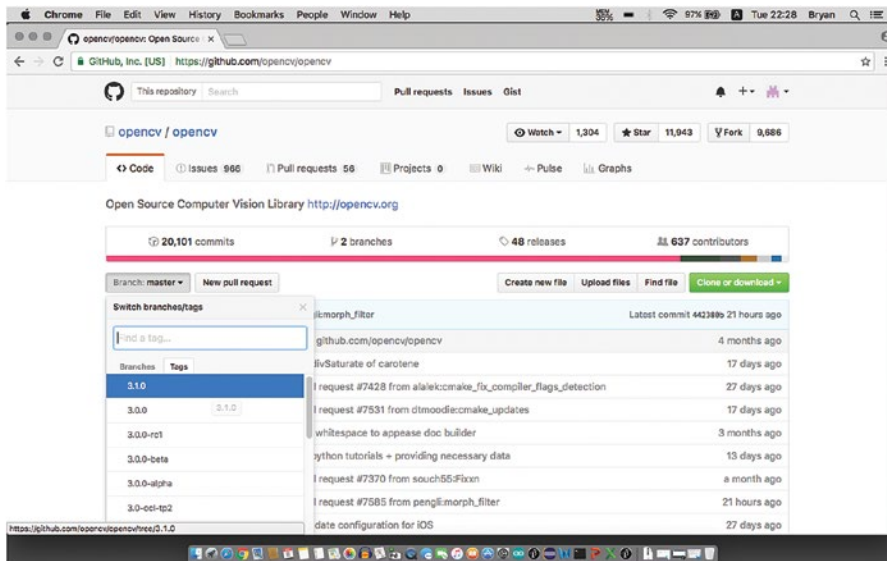 Chrome File Edit View History Bookmarks People Window Help 97% Tue 22:28 Bryan
opencv/opencv: Open Source
GitHub, Inc. [US] https://github.com/opencv/opencv
This repository Search Pull requests Issues Gist
opencv / opencv Watch 1,304 Star 11,943 Fork 9,686
Code Issues 966 Pull requests 56 Projects 0 Wiki Pulse Graphs
Open Source Computer Vision Library http://opencv.org
20,101 commits 2 branches 48 releases 637 contributors
Branch: master New pull request Create new file Upload files Find file Clone or download
Switch branches/tags
li:morph_filter Latest commit 21 hours ago
Find a tag...
github.com/opencv/opencv 4 months ago
Branches Tags
divSaturate of carotene 17 days ago
3.1.0
l request #7428 from alalek:cmake_fix_compiler_flags_detection 27 days ago
3.0.0 3.1.0
l request #7531 from dtmoodie:cmake_updates 17 days ago
3.0.0-rc1
whitespace to appease doc builder 3 months ago
3.0.0-beta
python tutorials + providing necessary data 13 days ago
3.0.0-alpha
l request #7370 from souch55:Fixxn a month ago
3.0-ocl-tp2
l request #7585 from pengli:morph_filter 21 hours ago
https://github.com/opencv/opencv/tree/3.1.0
date configuration for iOS 27 days ago